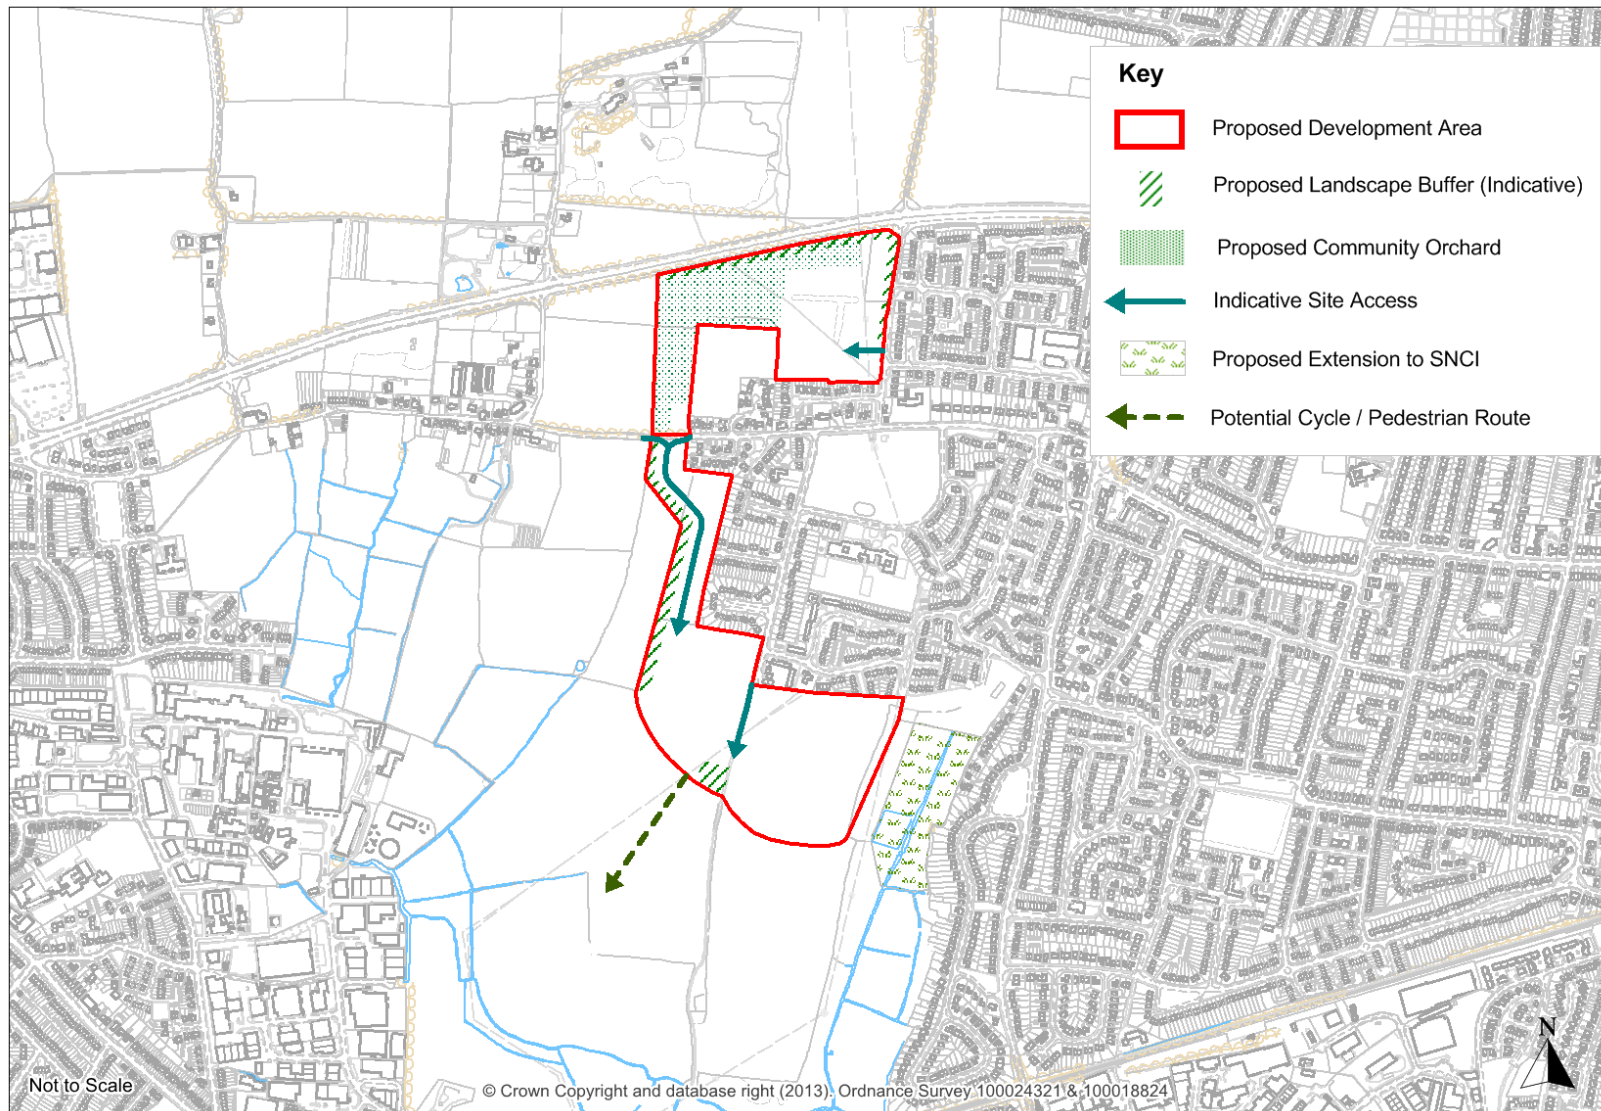 Key
Proposed Development Area
Proposed Landscape Buffer (Indicative)
Proposed Community Orchard
Indicative Site Access
Proposed Extension to SNCI
Potential Cycle / Pedestrian Route
N
Not to Scale
© Crown Copyright and database right (2013). Ordnance Survey 100024321 & 100018824